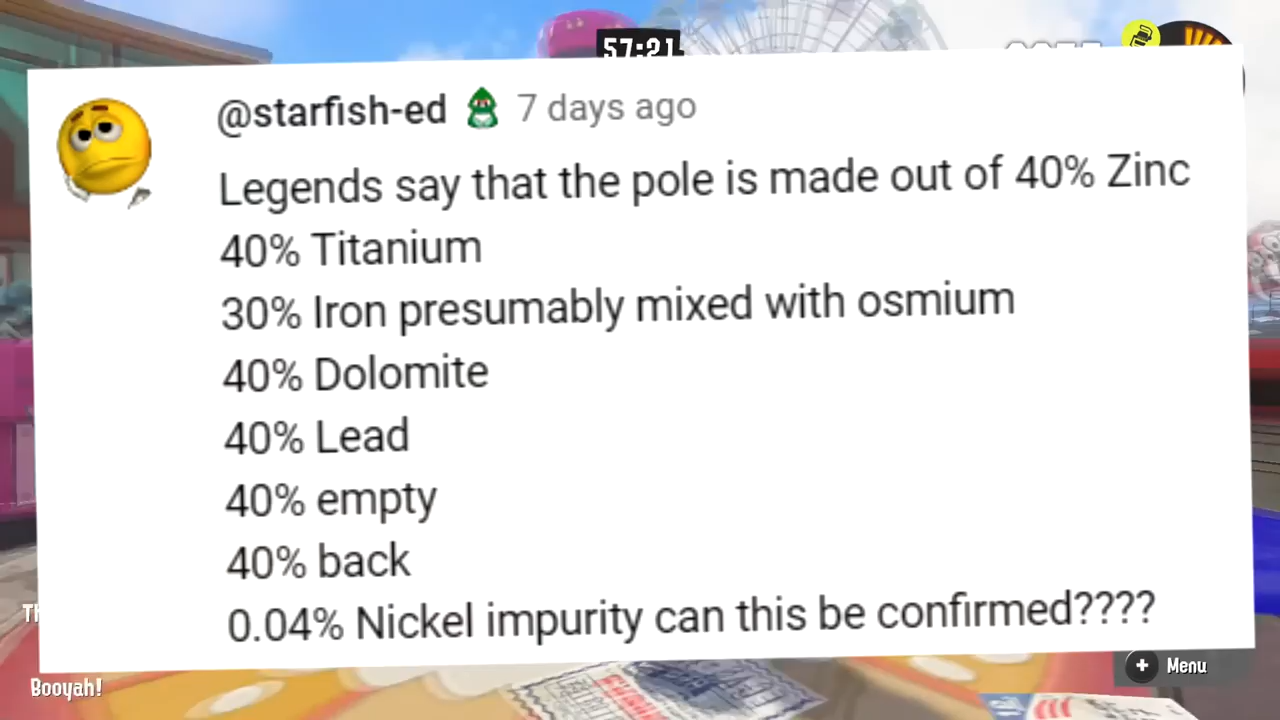 57:21
@starfish-ed 7 days ago
Legends say that the pole is made out of 40% Zinc
40% Titanium
30% Iron presumably mixed with osmium
40% Dolomite
40% Lead
40% empty
40% back
0.04% Nickel impurity can this be confirmed????
Th
Booyah!
+ Menu